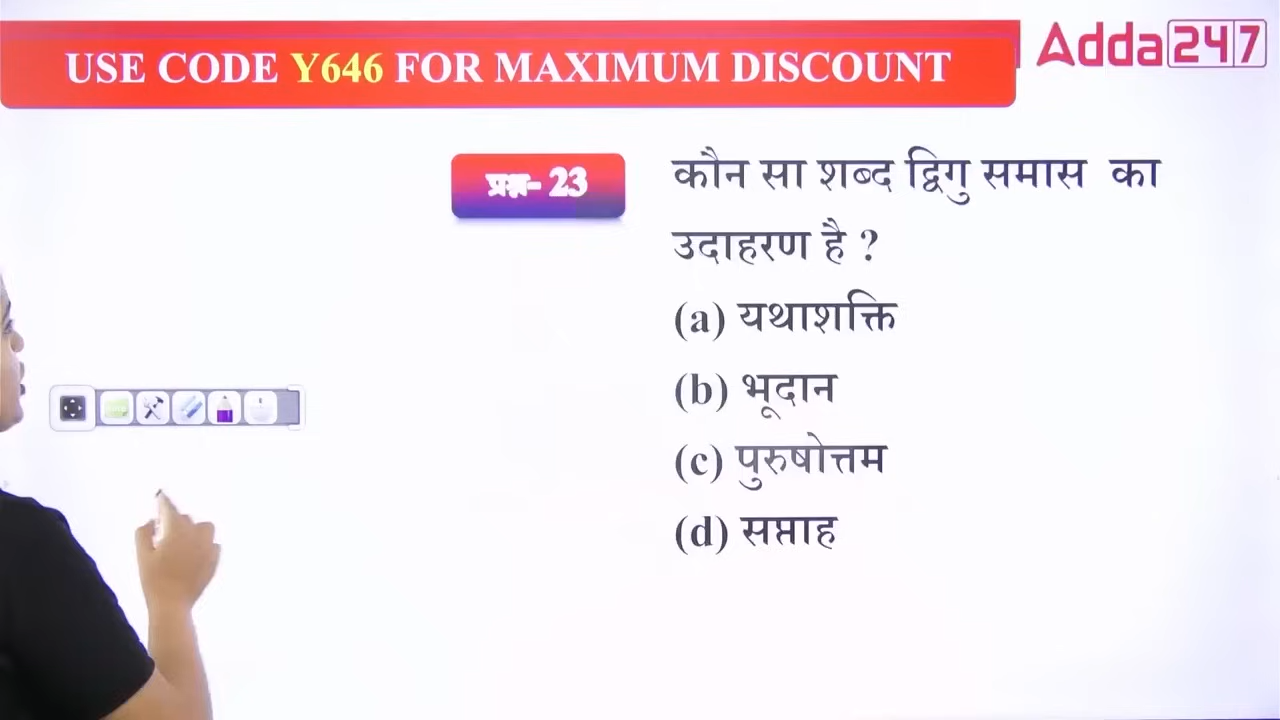 USE CODE Y646 FOR MAXIMUM DISCOUNT
Adda247
प्रश्न- 23
कौन सा शब्द द्विगु समास का
उदाहरण है ?
(a) यथाशक्ति
(b) भूदान
(c) पुरुषोत्तम
(d) सप्ताह